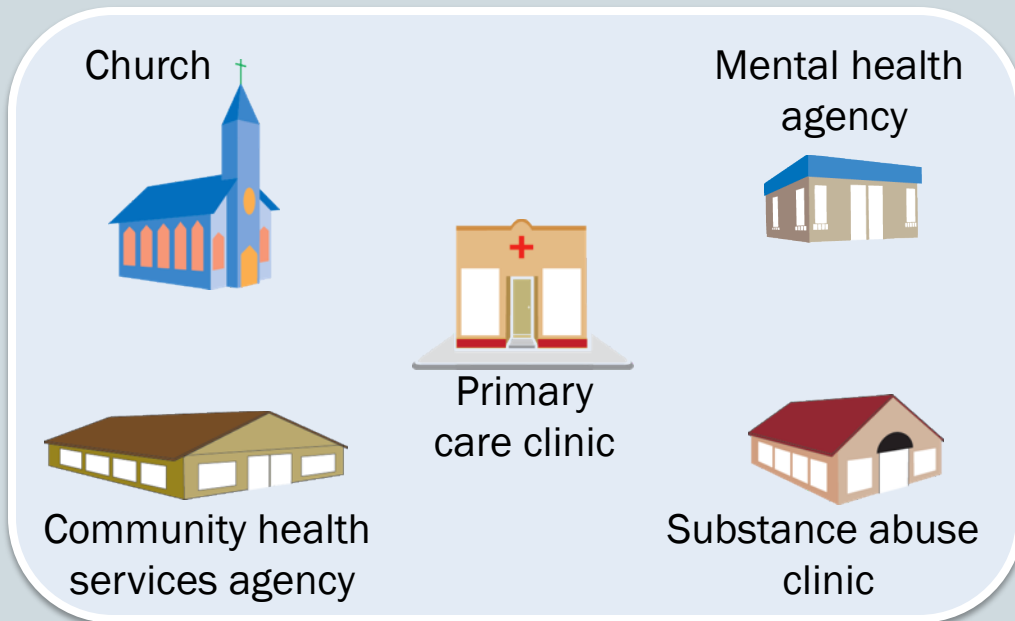 Church
Mental health
agency
Primary
care clinic
Community health
services agency
Substance abuse
clinic